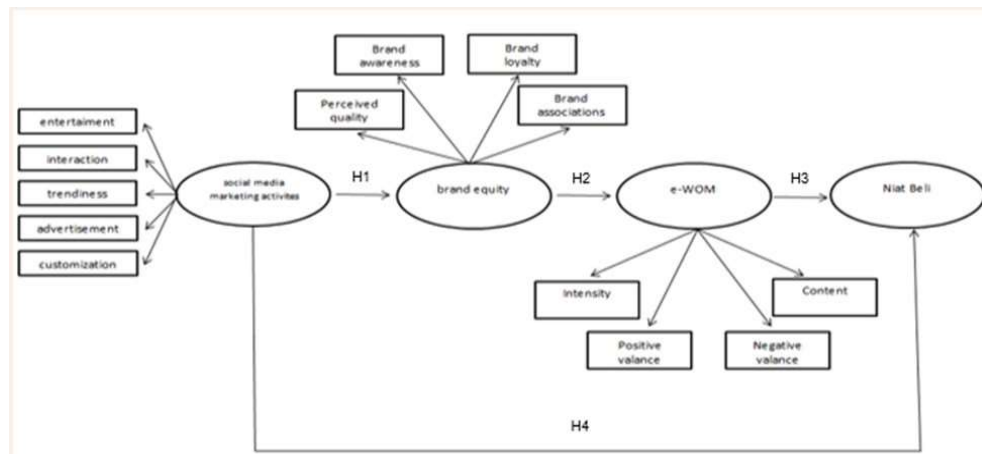 Brand
awareness
Brand
loyalty
Perceived
quality
Brand
associations
entertaiment
interaction
trendiness
advertisement
customization
social media
marketing activites
H1
brand equity
H2
e-WOM
H3
Niat Beli
Intensity
Content
Positive
valance
Negative
valance
H4